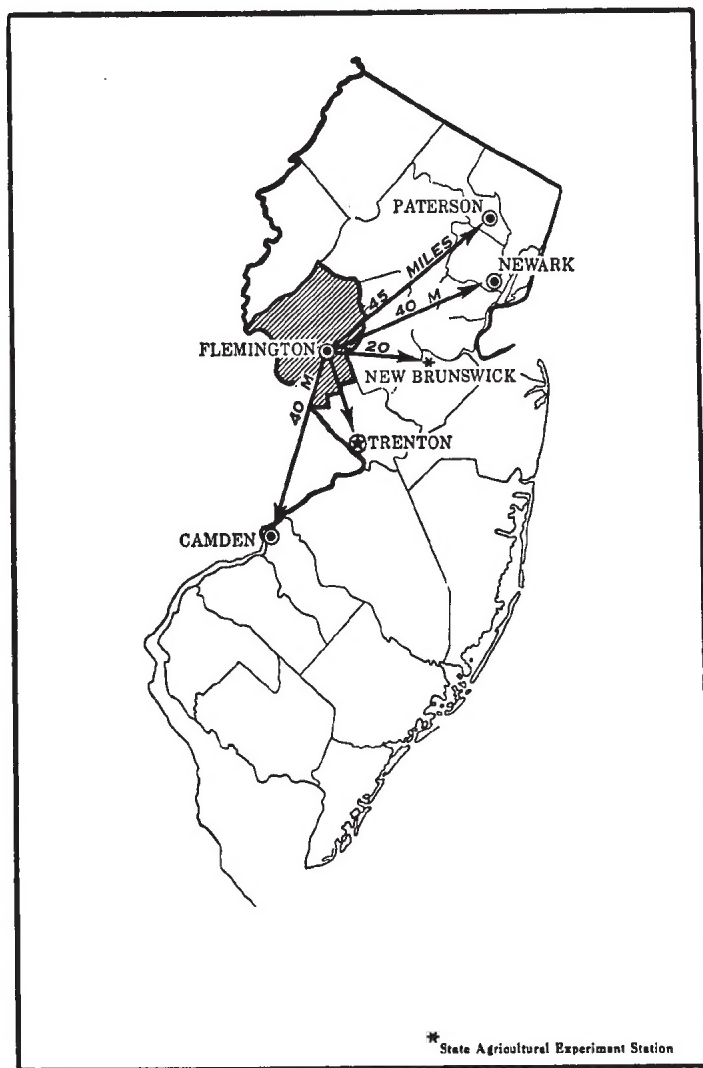 PATERSON
NEWARK
45 MILES
40 M
FLEMINGTON
20
NEW BRUNSWICK
*
40 M
TRENTON
CAMDEN
*State Agricultural Experiment Station